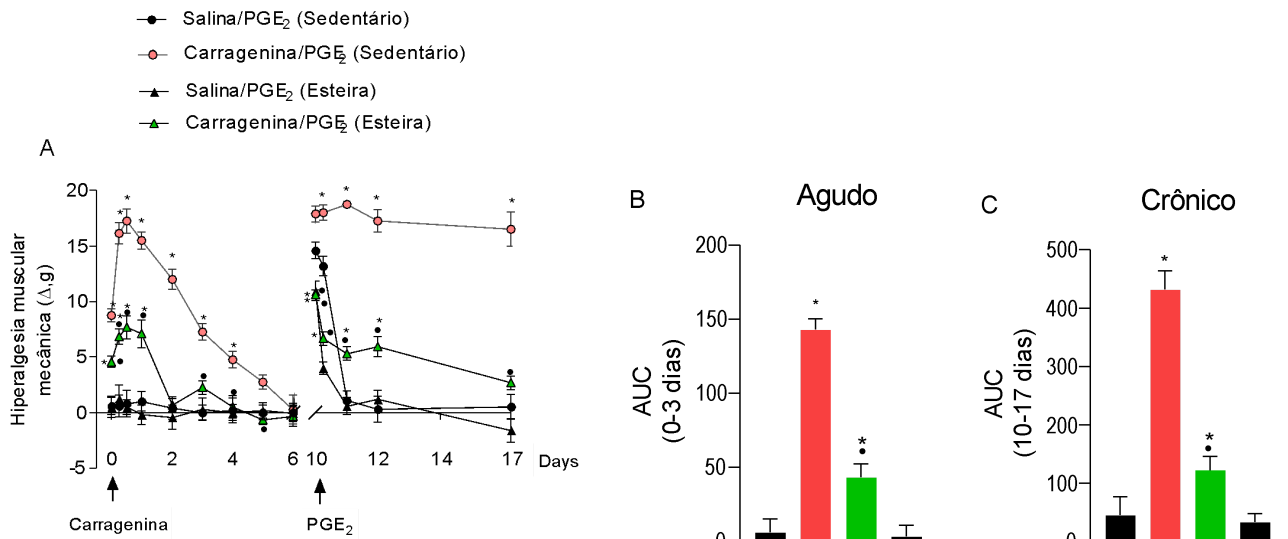 Salina/PGE2 (Sedentário)
Carragenina/PGE2 (Sedentário)
Salina/PGE2 (Esteira)
Carragenina/PGE2 (Esteira)
A
Hiperalgesia muscular
mecânica (Δ,g)
20
15
10
5
0
-5
0 2 4 6 10 12 14 17 Days
Carragenina
PGE2
B
Agudo
AUC
(0-3 dias)
200
150
100
50
0
C
Crônico
AUC
(10-17 dias)
500
400
300
200
100
0